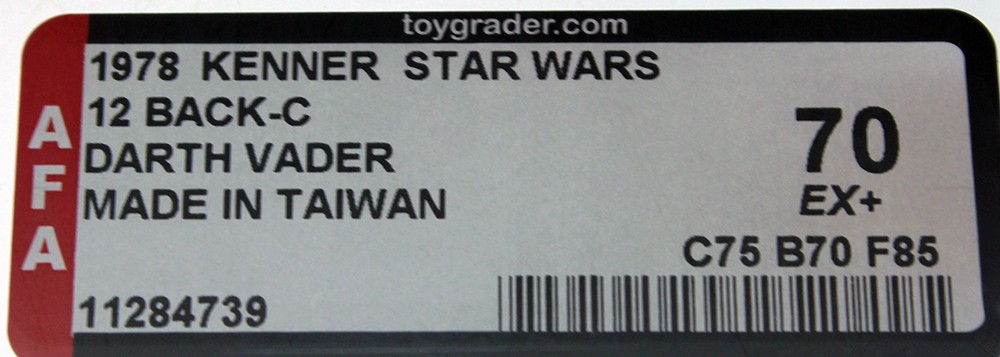 toygrader.com
AFA
1978 KENNER STAR WARS
12 BACK-C
DARTH VADER
MADE IN TAIWAN
11284739
70
EX+
C75 B70 F85